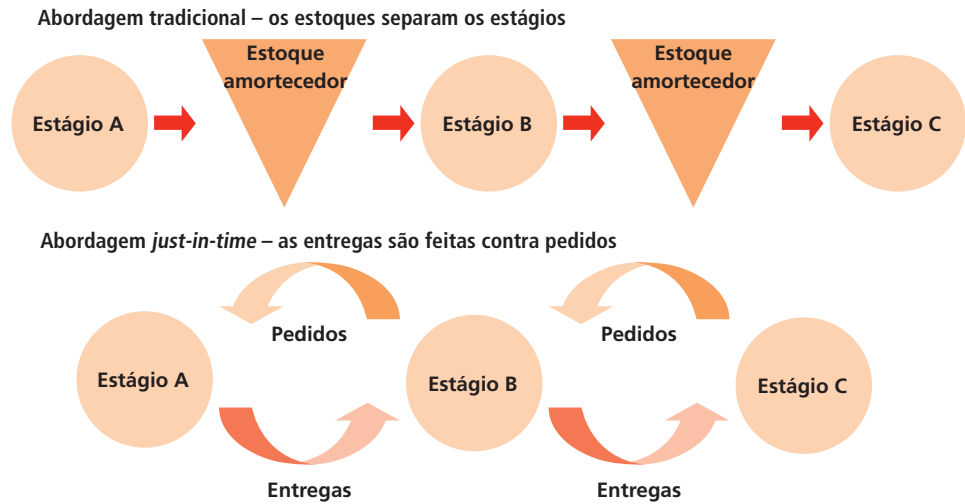 Abordagem tradicional – os estoques separam os estágios
Estágio A
Estoque
amortecedor
Estágio B
Estoque
amortecedor
Estágio C
Abordagem just-in-time – as entregas são feitas contra pedidos
Estágio A
Pedidos
Entregas
Estágio B
Pedidos
Entregas
Estágio C